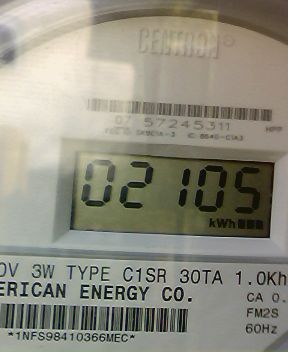 CENTRON®
07 57245311
02105
kWh
0V 3W TYPE C1SR 30TA 1.0Kh
ERICAN ENERGY CO.
CA 0.
FM2S
60Hz
*1NFS98410366MEC*